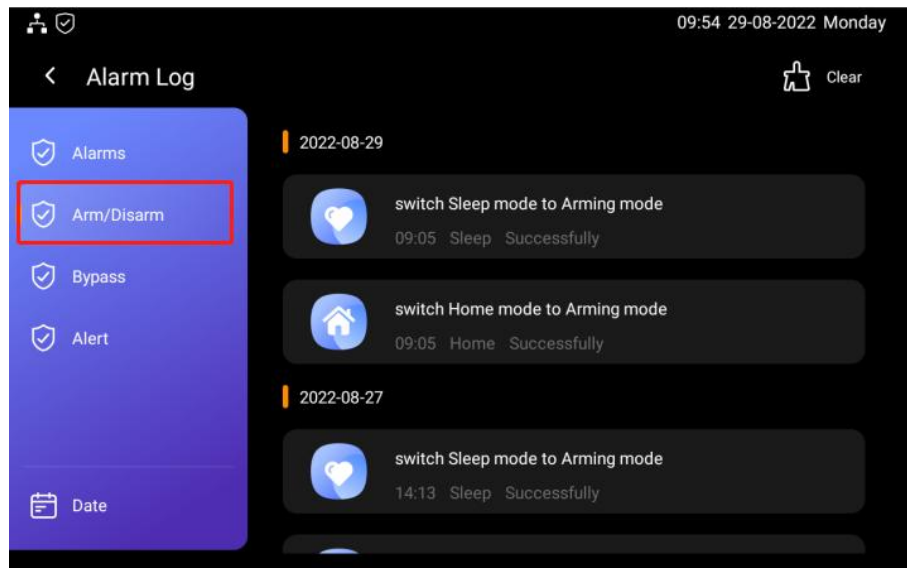 09:54 29-08-2022 Monday
Alarm Log
Clear
Alarms
Arm/Disarm
Bypass
Alert
Date
2022-08-29
switch Sleep mode to Arming mode
09:05 Sleep Successfully
switch Home mode to Arming mode
09:05 Home Successfully
2022-08-27
switch Sleep mode to Arming mode
14:13 Sleep Successfully